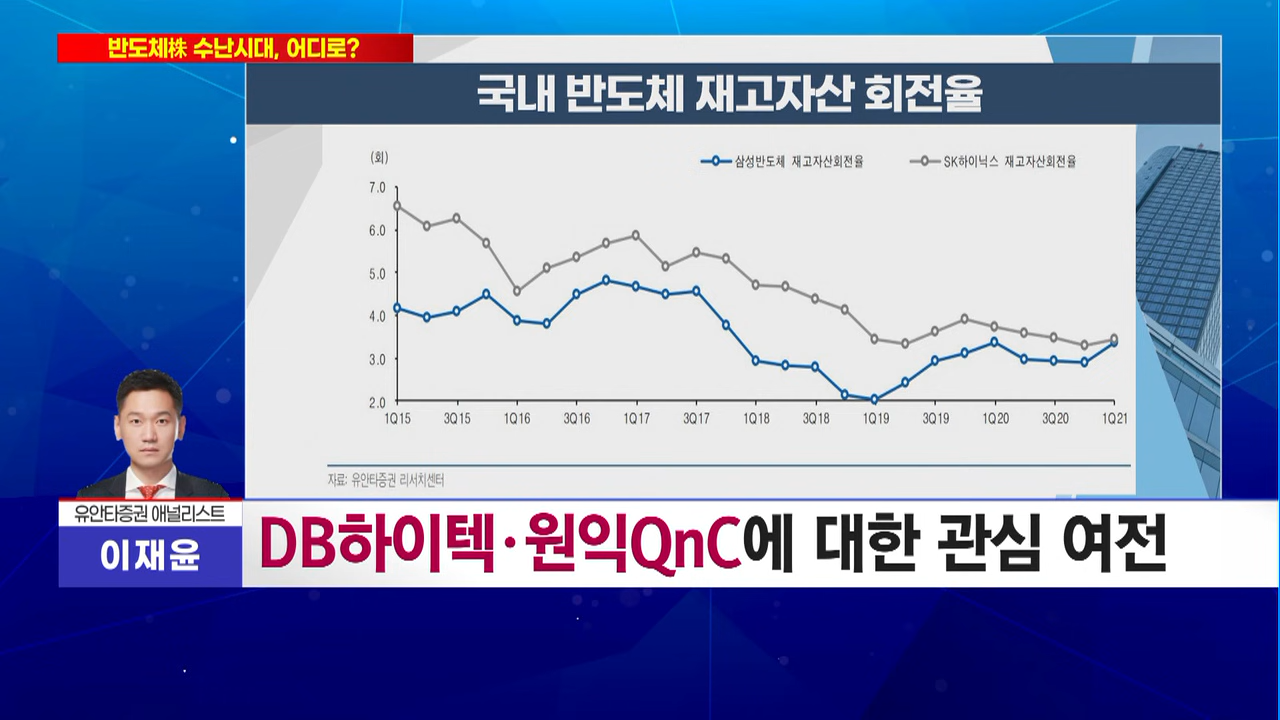 반도체株 수난시대, 어디로?
국내 반도체 재고자산 회전율
(회)
삼성반도체 재고자산회전율 SK하이닉스 재고자산회전율
7.0
6.0
5.0
4.0
3.0
2.0
1Q15 3Q15 1Q16 3Q16 1Q17 3Q17 1Q18 3Q18 1Q19 3Q19 1Q20 3Q20 1Q21
자료: 유안타증권 리서치센터
유안타증권 애널리스트
이재윤
DB하이텍·원익QnC에 대한 관심 여전